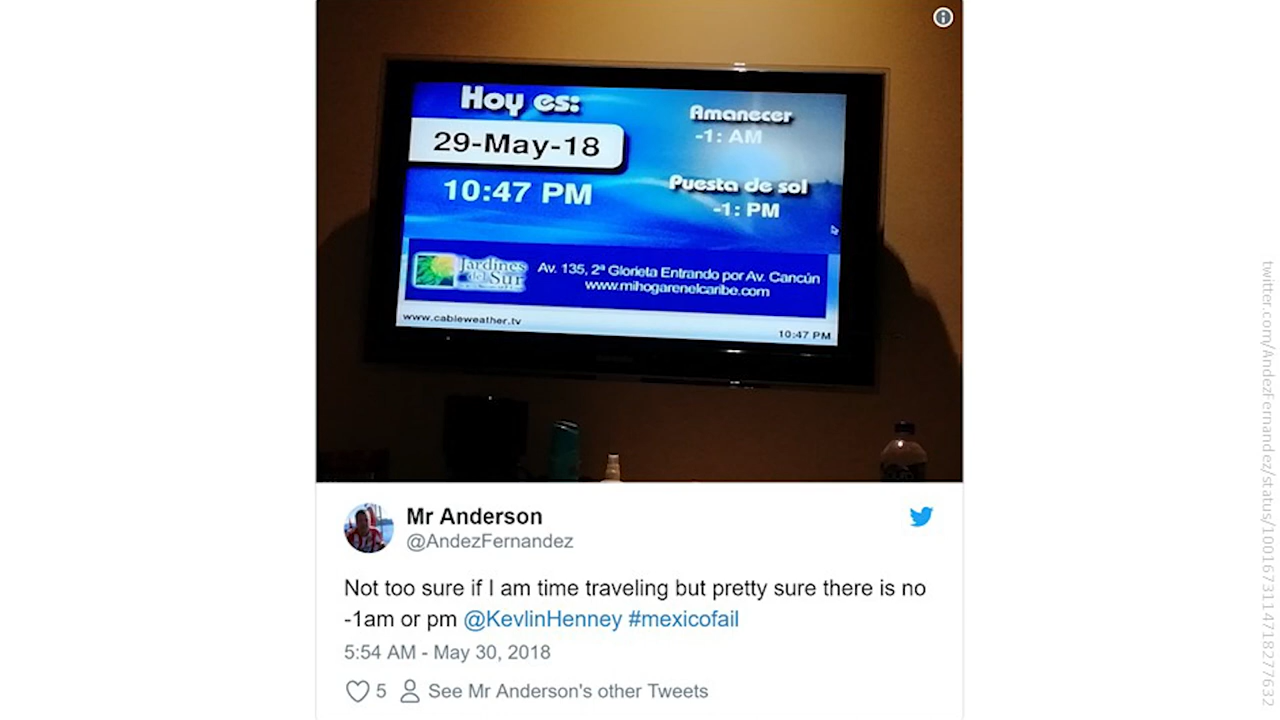 Hoy es:
29-May-18
10:47 PM
Amanecer
-1: AM
Puesta de sol
-1: PM
Jardines
del Sur
Av. 135, 2ª Glorieta Entrando por Av. Cancún
www.mihogarenelcaribe.com
www.cableweather.tv
10:47 PM
Mr Anderson
@AndezFernandez
Not too sure if I am time traveling but pretty sure there is no
-1am or pm @KevlinHenney #mexicofail
5:54 AM - May 30, 2018
5 See Mr Anderson's other Tweets
twitter.com/AndezFernandez/status/1001673114718277632